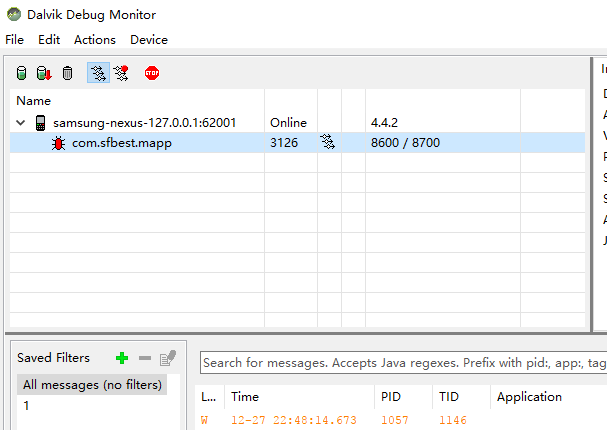 Dalvik Debug Monitor
File Edit Actions Device
STOP
Name
samsung-nexus-127.0.0.1:62001 Online 4.4.2
com.sfbest.mapp 3126 8600 / 8700
Saved Filters
All messages (no filters)
1
Search for messages. Accepts Java regexes. Prefix with pid:, app:, tag
L... Time PID TID Application
W 12-27 22:48:14.673 1057 1146